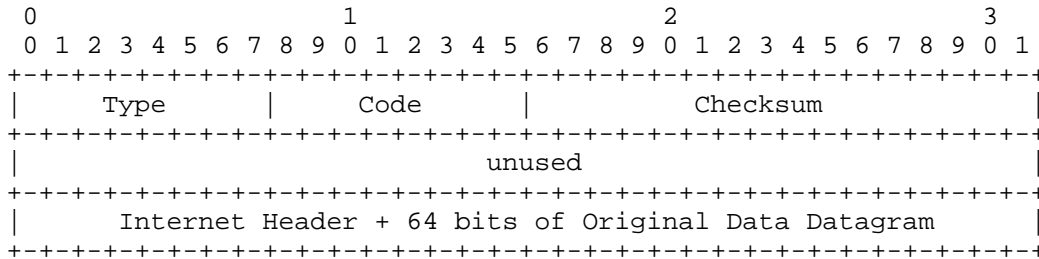 0                   1                   2                   3
0 1 2 3 4 5 6 7 8 9 0 1 2 3 4 5 6 7 8 9 0 1 2 3 4 5 6 7 8 9 0 1
+-+-+-+-+-+-+-+-+-+-+-+-+-+-+-+-+-+-+-+-+-+-+-+-+-+-+-+-+-+-+-+-+
|     Type      |     Code      |          Checksum             |
+-+-+-+-+-+-+-+-+-+-+-+-+-+-+-+-+-+-+-+-+-+-+-+-+-+-+-+-+-+-+-+-+
|                             unused                            |
+-+-+-+-+-+-+-+-+-+-+-+-+-+-+-+-+-+-+-+-+-+-+-+-+-+-+-+-+-+-+-+-+
|      Internet Header + 64 bits of Original Data Datagram      |
+-+-+-+-+-+-+-+-+-+-+-+-+-+-+-+-+-+-+-+-+-+-+-+-+-+-+-+-+-+-+-+-+